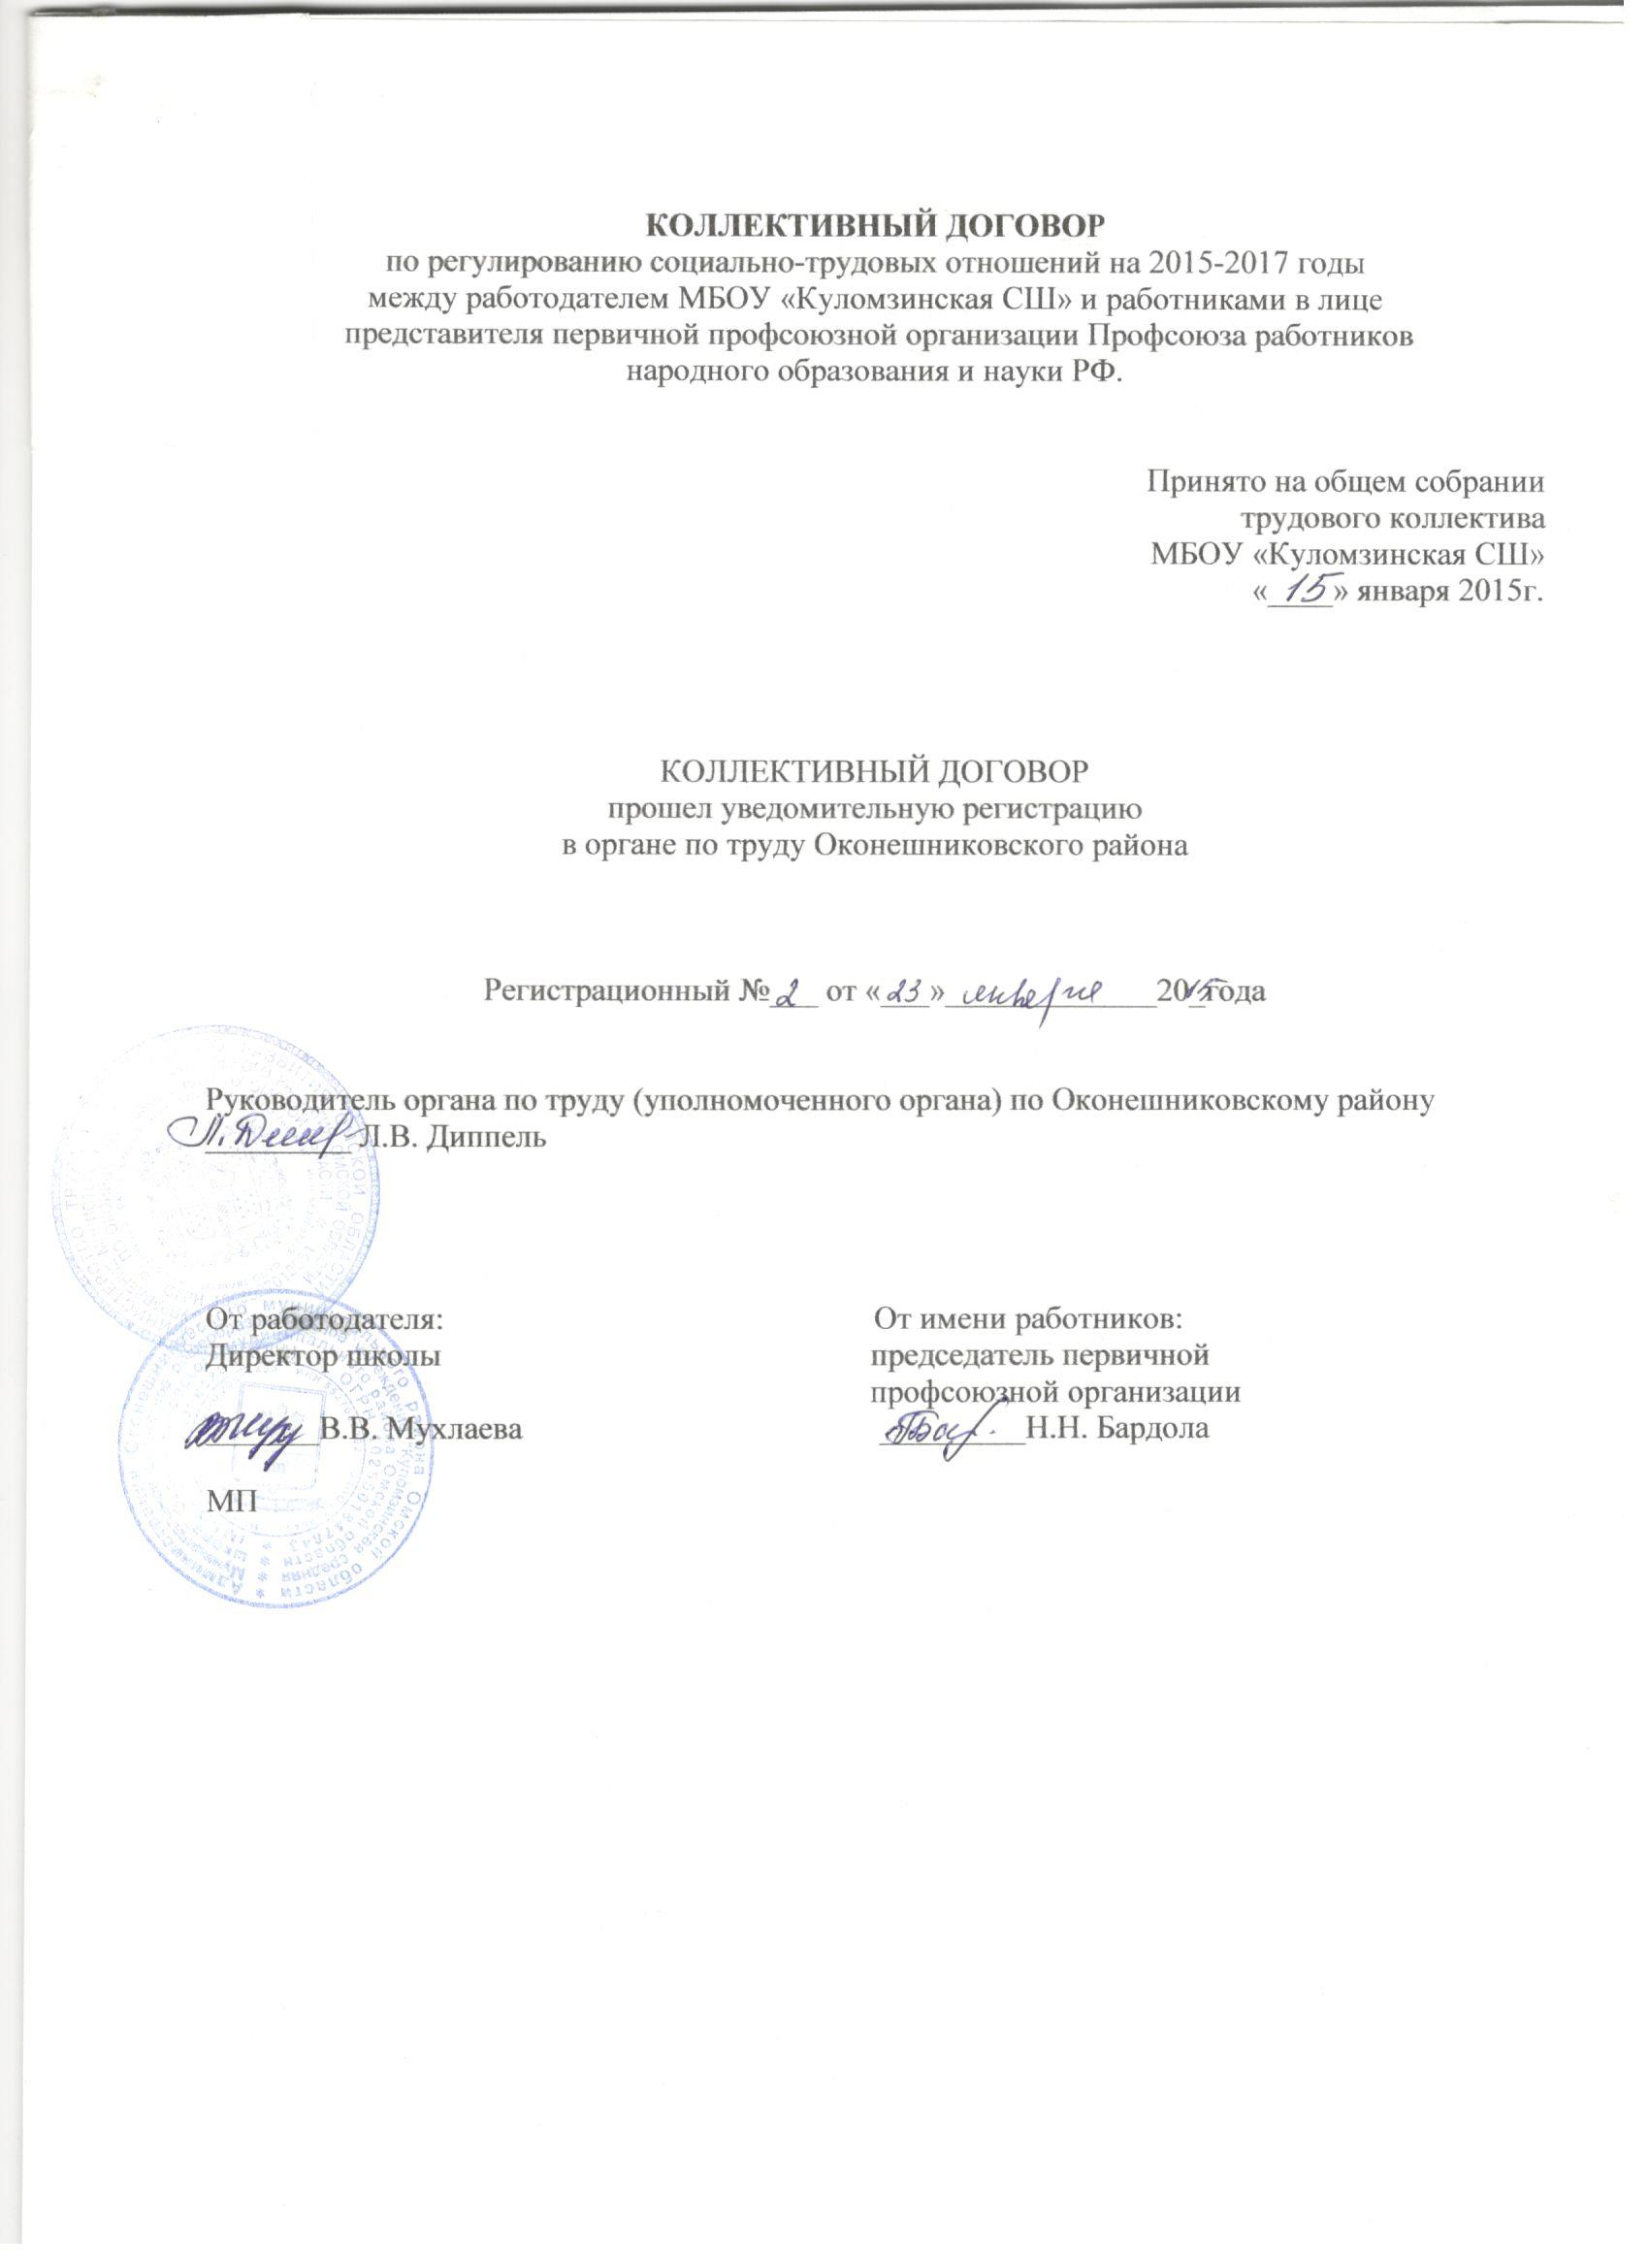 КОЛЛЕКТИВНЫЙ ДОГОВОР
по регулированию социально-трудовых отношений на 2015-2017 годы
между работодателем МБОУ «Куломзинская СШ» и работниками в лице
представителя первичной профсоюзной организации Профсоюза работников
народного образования и науки РФ.
Принято на общем собрании
трудового коллектива
МБОУ «Куломзинская СШ»
«15» января 2015г.
КОЛЛЕКТИВНЫЙ ДОГОВОР
прошел уведомительную регистрацию
в органе по труду Оконешниковского района
Регистрационный № 2 от «23» января 2015 года
Руководитель органа по труду (уполномоченного органа) по Оконешниковскому району
Л.В. Диппель
От работодателя:
Директор школы
В.В. Мухлаева
МП
От имени работников:
председатель первичной
профсоюзной организации
Н.Н. Бардола